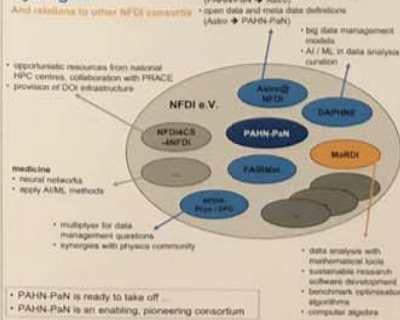 And relations to other NFDI consortia
• open data and meta data definitions
(Astro → PAHN-PaN)
• big data management
models
• AI / ML in data analysis
curation
• opportunistic resources from national
HPC centres, collaboration with PRACE
• provision of DOI infrastructure
NFDI e.V.
Astro@
NFDI
DAPHNE
NFDI4CS
-4NFDI
PAHN-PaN
MaRDI
...
FAIRMat
medicine
• neural networks
• apply AI/ML methods
NFDI4
Phys / DPG
...
• multiplyer for data
management questions
• synergies with physics community
• data analysis with
mathematical tools
• sustainable research
software development
• benchmark optimisation
algorithms
• computer algebra
• PAHN-PaN is ready to take off ...
• PAHN-PaN is an enabling, pioneering consortium